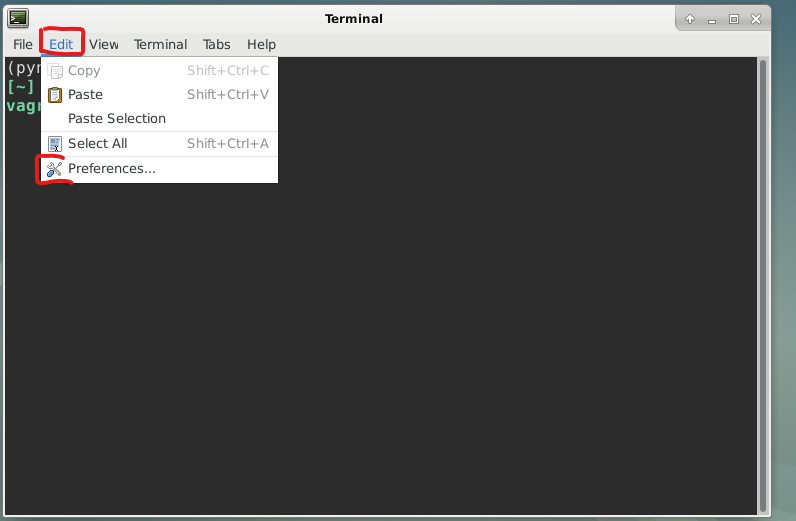 Terminal
File Edit View Terminal Tabs Help
(pyr
[~]
vagr
Copy Shift+Ctrl+C
Paste Shift+Ctrl+V
Paste Selection
Select All Shift+Ctrl+A
Preferences...